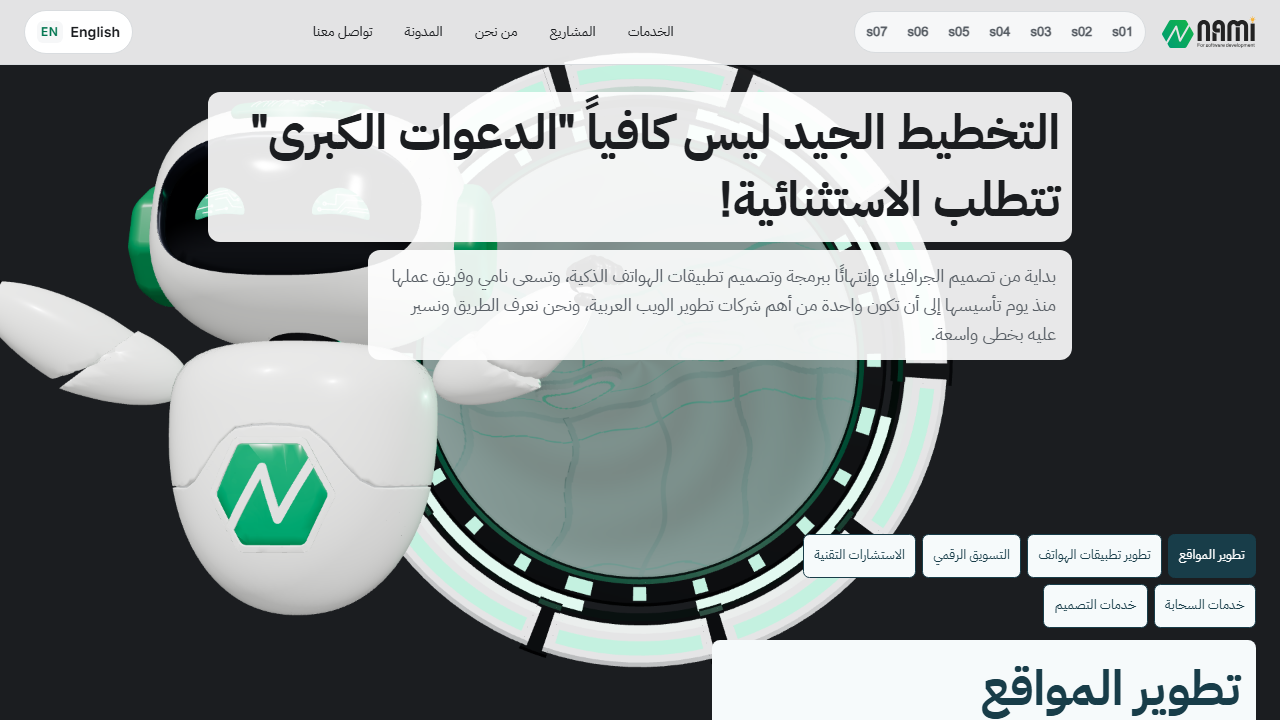 nami
For software development
s01 s02 s03 s04 s05 s06 s07
الخدمات المشاريع من نحن المدونة تواصل معنا
EN English
التخطيط الجيد ليس كافياً "الدعوات الكبرى"
تتطلب الاستثنائية!
بداية من تصميم الجرافيك وإنتهائًا ببرمجة وتصميم تطبيقات الهواتف الذكية، وتسعى نامي وفريق عملها
منذ يوم تأسيسها إلى أن تكون واحدة من أهم شركات تطوير الويب العربية، ونحن نعرف الطريق ونسير
عليه بخطى واسعة.
تطوير المواقع تطوير تطبيقات الهواتف التسويق الرقمي الاستشارات التقنية
خدمات السحابة خدمات التصميم
تطوير المواقع